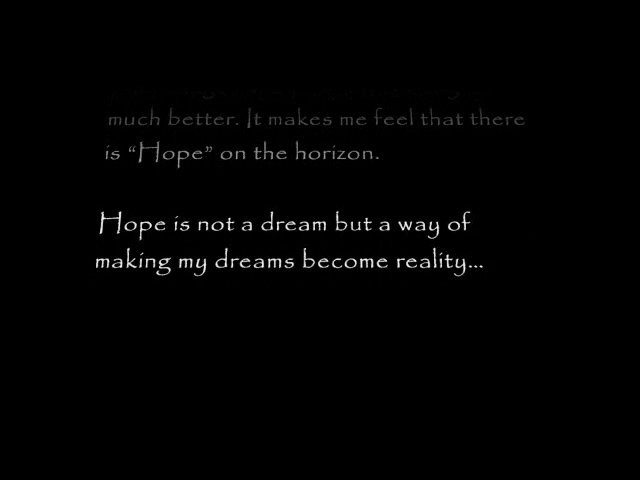 much better. It makes me feel that there
is “Hope” on the horizon.
Hope is not a dream but a way of
making my dreams become reality...